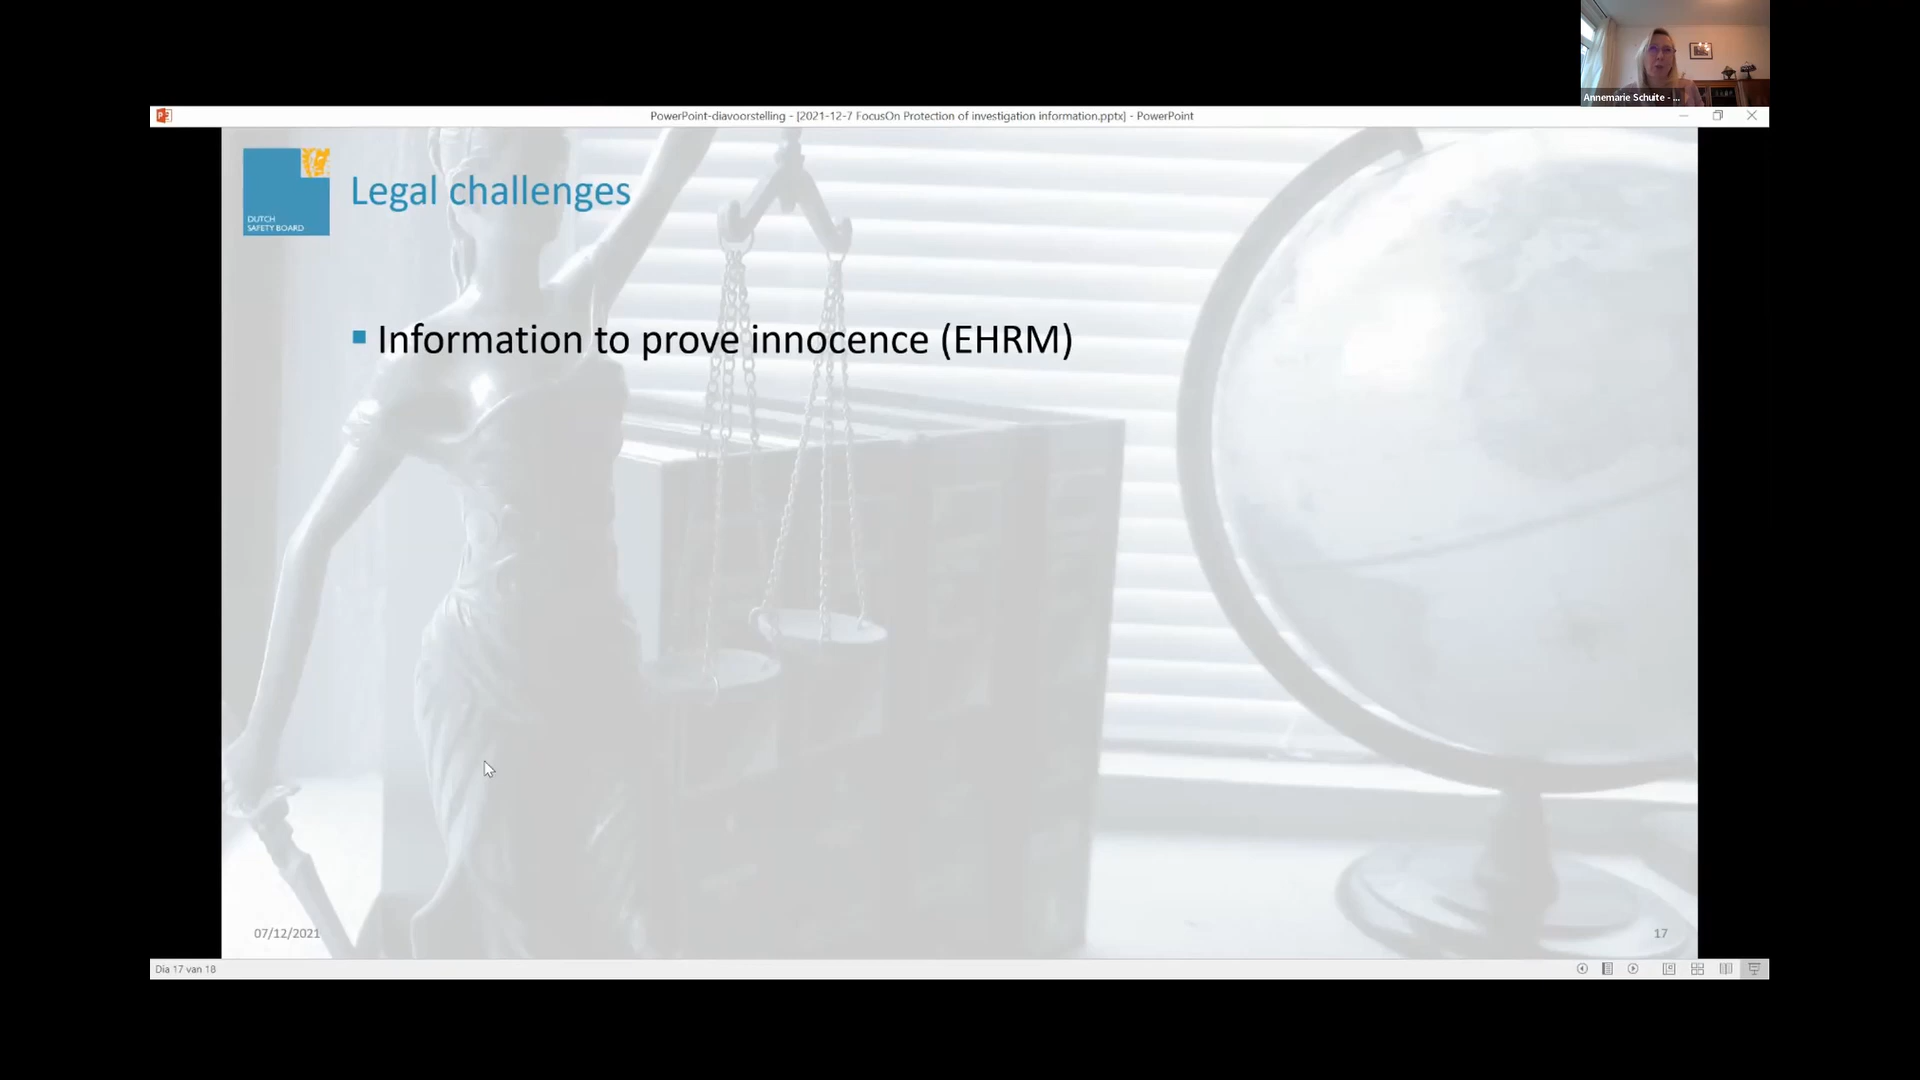 Annemarie Schuite - ...
PowerPoint-diavoorstelling - [2021-12-7 FocusOn Protection of investigation information.pptx] - PowerPoint
DUTCH
SAFETY BOARD
Legal challenges
Information to prove innocence (EHRM)
07/12/2021
17
Dia 17 van 18